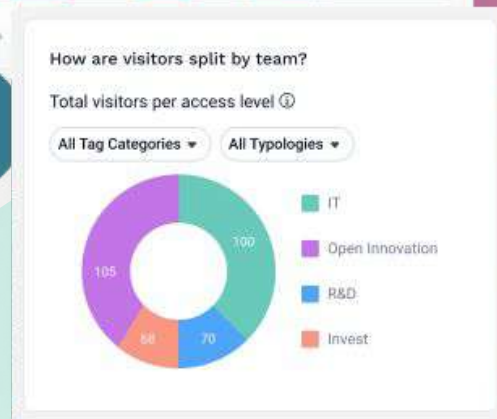 How are visitors split by team?
Total visitors per access level ⓘ
All Tag Categories ▾ All Typologies ▾
IT
100
Open Innovation
105
R&D
Invest
68
70